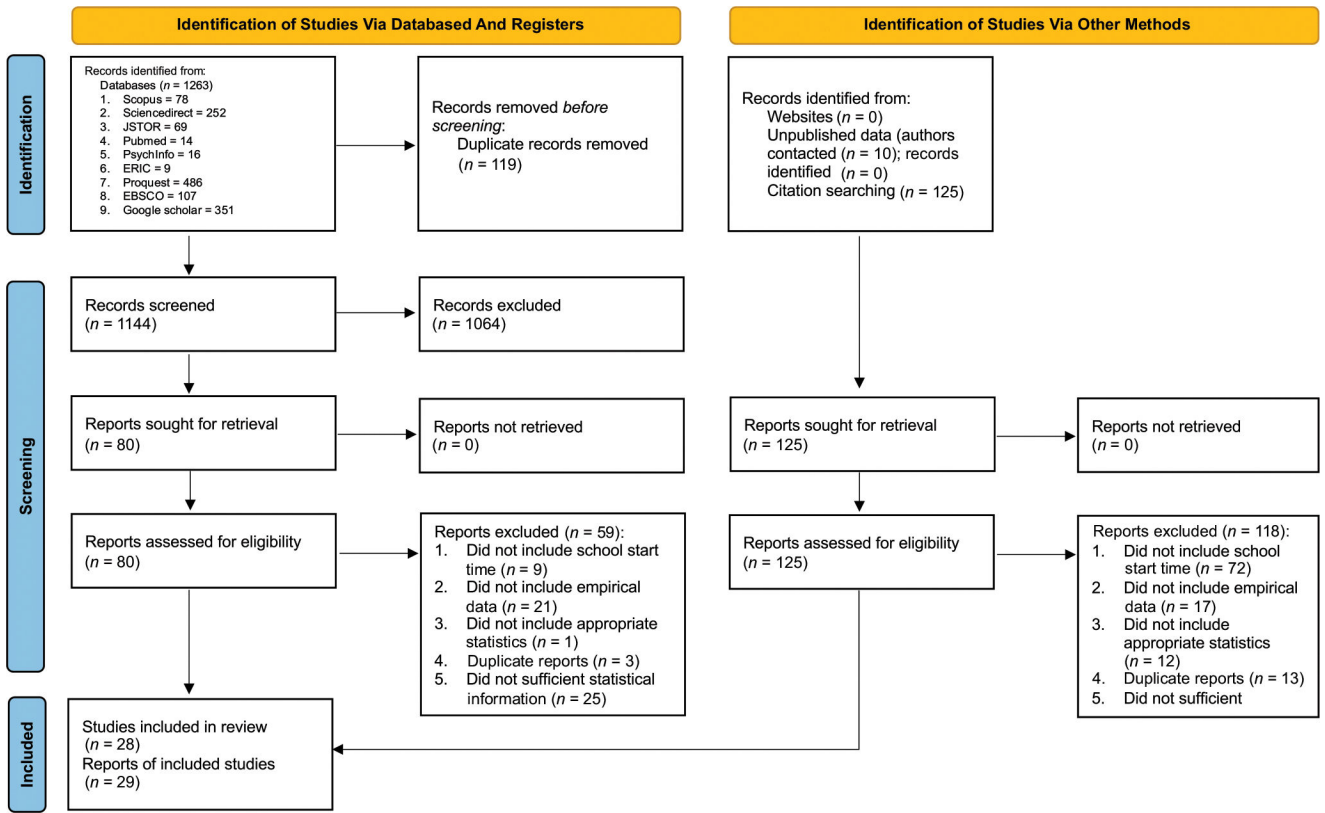 Identification of Studies Via Databased And Registers
Identification of Studies Via Other Methods
Identification
Records identified from:
Databases (n = 1263)
1. Scopus = 78
2. Sciencedirect = 252
3. JSTOR = 69
4. Pubmed = 14
5. PsychInfo = 16
6. ERIC = 9
7. Proquest = 486
8. EBSCO = 107
9. Google scholar = 351
Records removed before
screening:
Duplicate records removed
(n = 119)
Records identified from:
Websites (n = 0)
Unpublished data (authors
contacted (n = 10); records
identified (n = 0)
Citation searching (n = 125)
Screening
Records screened
(n = 1144)
Records excluded
(n = 1064)
Reports sought for retrieval
(n = 80)
Reports not retrieved
(n = 0)
Reports sought for retrieval
(n = 125)
Reports not retrieved
(n = 0)
Reports assessed for eligibility
(n = 80)
Reports excluded (n = 59):
1. Did not include school start
time (n = 9)
2. Did not include empirical
data (n = 21)
3. Did not include appropriate
statistics (n = 1)
4. Duplicate reports (n = 3)
5. Did not sufficient statistical
information (n = 25)
Reports assessed for eligibility
(n = 125)
Reports excluded (n = 118):
1. Did not include school
start time (n = 72)
2. Did not include empirical
data (n = 17)
3. Did not include
appropriate statistics
(n = 12)
4. Duplicate reports (n = 13)
5. Did not sufficient
Included
Studies included in review
(n = 28)
Reports of included studies
(n = 29)